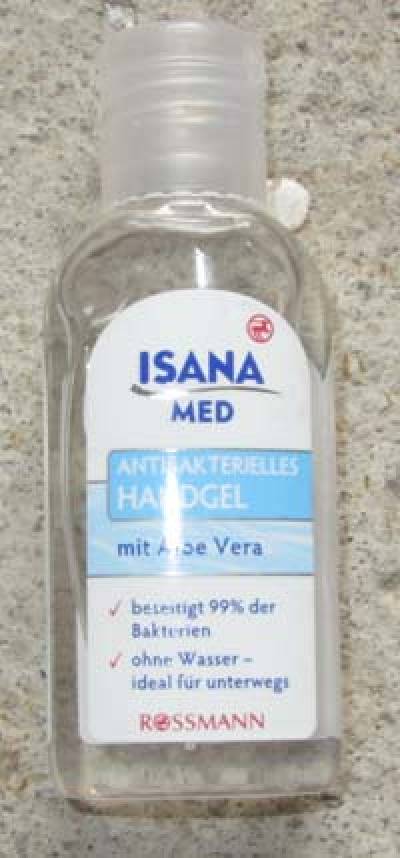 ISANA
MED
ANTIBAKTERIELLES
HANDGEL
mit Aloe Vera
✓ beseitigt 99% der
Bakterien
✓ ohne Wasser –
ideal für unterwegs
ROSSMANN